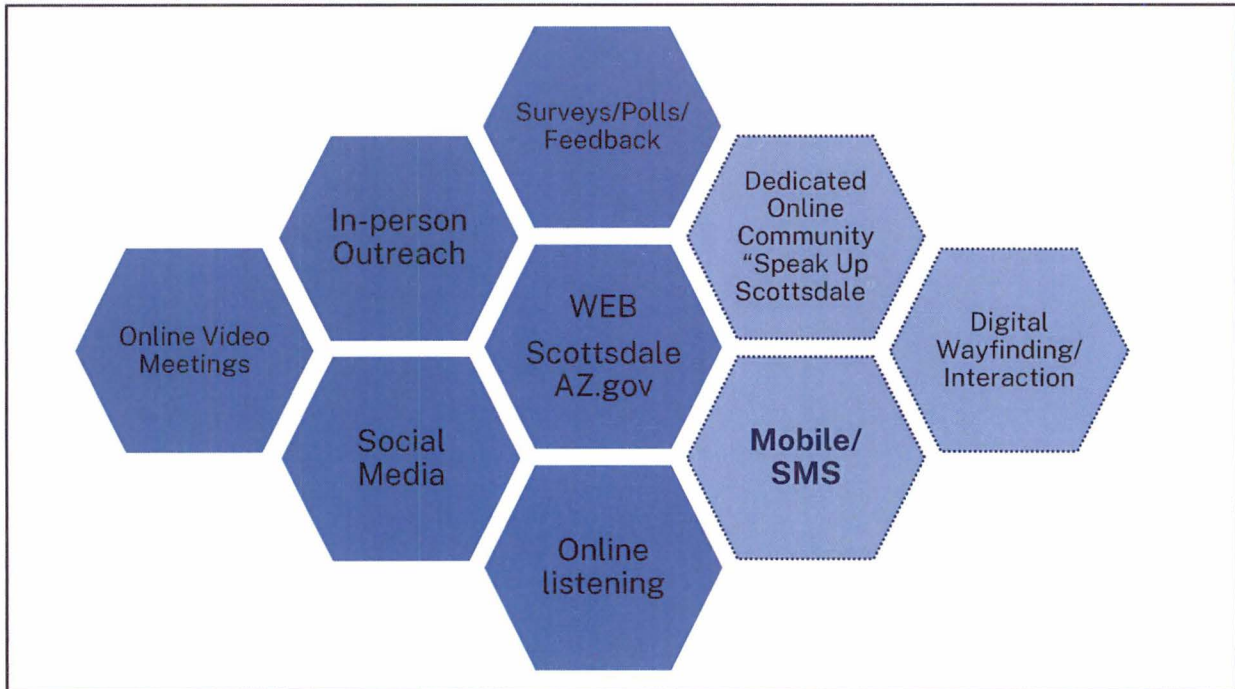 Surveys/Polls/
Feedback
In-person
Outreach
Dedicated
Online
Community
“Speak Up
Scottsdale”
Online Video
Meetings
WEB
Scottsdale
AZ.gov
Digital
Wayfinding/
Interaction
Social
Media
Mobile/
SMS
Online
listening